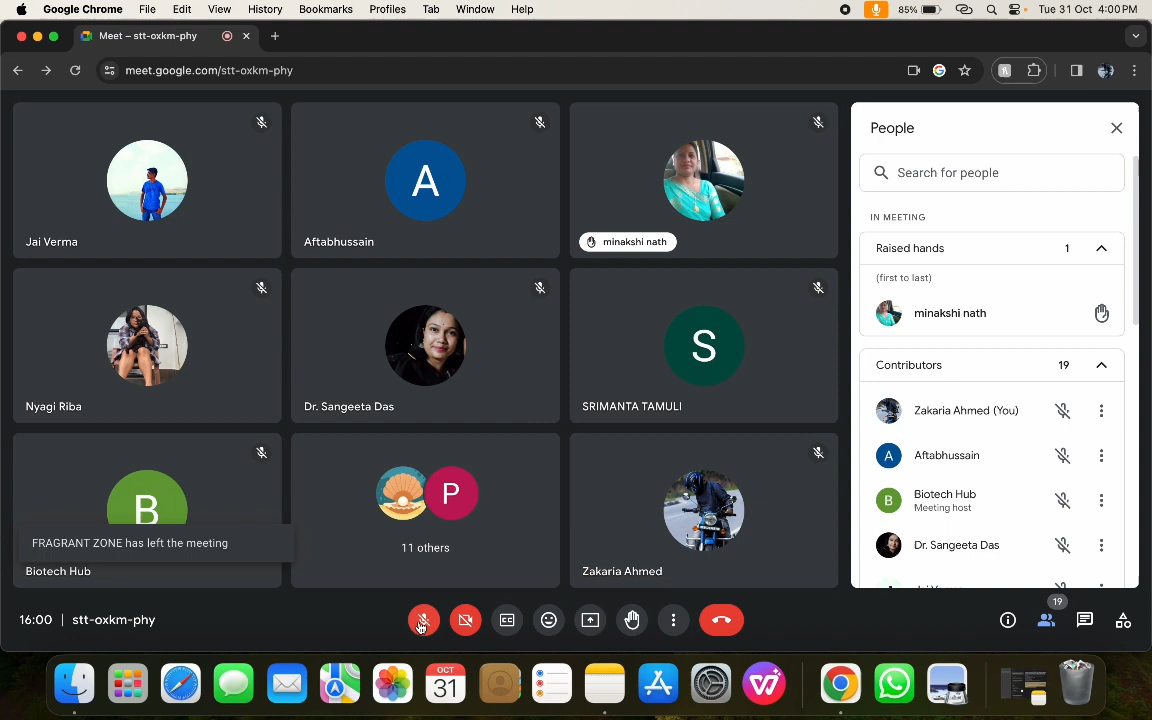 Google Chrome File Edit View History Bookmarks Profiles Tab Window Help 85% Tue 31 Oct 4:00 PM
Meet – stt-oxkm-phy
meet.google.com/stt-oxkm-phy
Jai Verma
A
Aftabhussain
minakshi nath
Nyagi Riba
Dr. Sangeeta Das
S
SRIMANTA TAMULI
B
FRAGRANT ZONE has left the meeting
Biotech Hub
P
11 others
Zakaria Ahmed
People
Search for people
IN MEETING
Raised hands 1
(first to last)
minakshi nath
Contributors 19
Zakaria Ahmed (You)
A Aftabhussain
B Biotech Hub
Meeting host
Dr. Sangeeta Das
16:00 | stt-oxkm-phy
CC
19
OCT
31